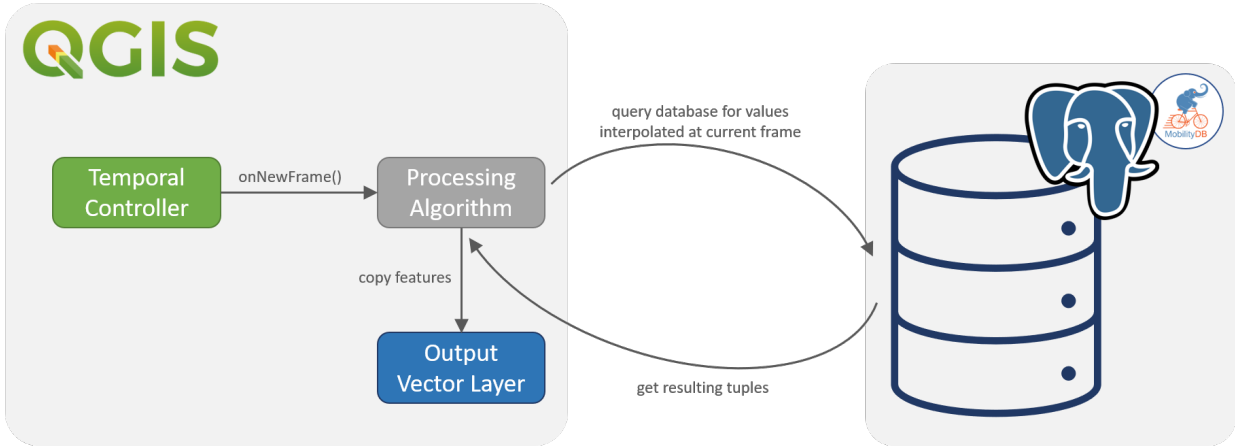 QGIS
Temporal
Controller
onNewFrame()
Processing
Algorithm
copy features
Output
Vector Layer
query database for values
interpolated at current frame
get resulting tuples
MobilityDB